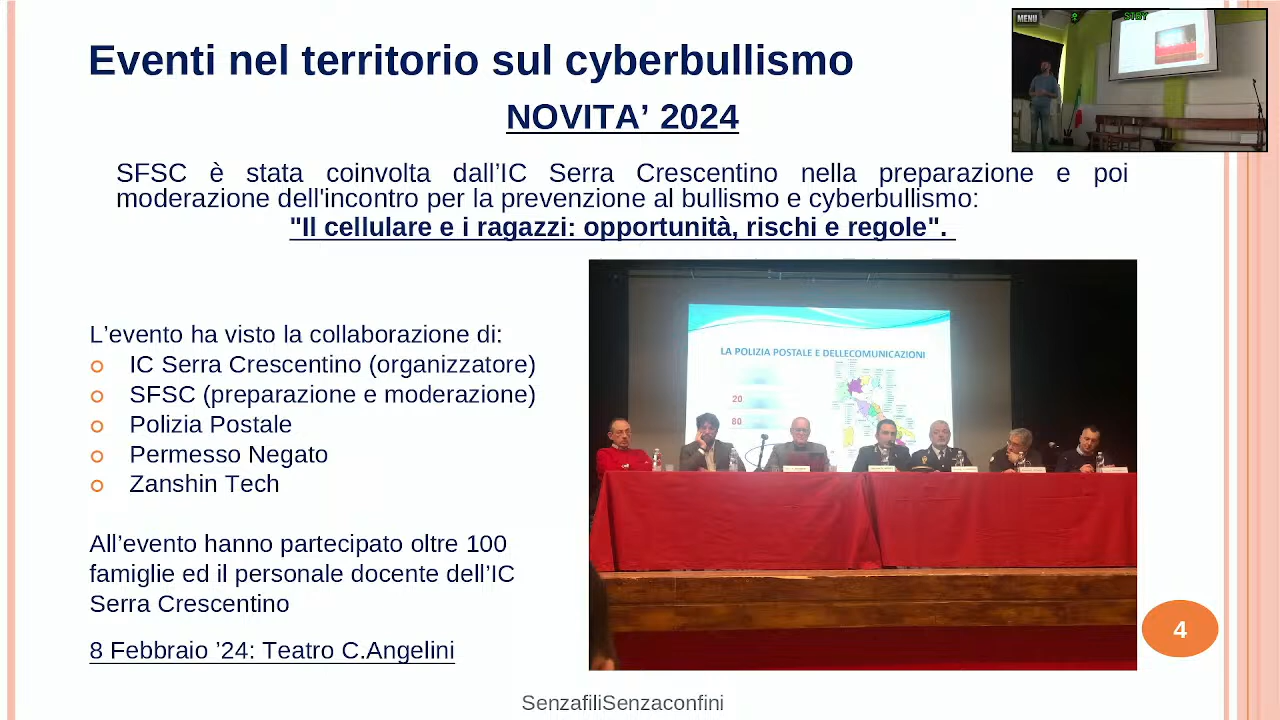 Eventi nel territorio sul cyberbullismo
NOVITA’ 2024
SFSC è stata coinvolta dall’IC Serra Crescentino nella preparazione e poi
moderazione dell'incontro per la prevenzione al bullismo e cyberbullismo:
"Il cellulare e i ragazzi: opportunità, rischi e regole".
L’evento ha visto la collaborazione di:
IC Serra Crescentino (organizzatore)
SFSC (preparazione e moderazione)
Polizia Postale
Permesso Negato
Zanshin Tech
All’evento hanno partecipato oltre 100
famiglie ed il personale docente dell’IC
Serra Crescentino
8 Febbraio ’24: Teatro C.Angelini
LA POLIZIA POSTALE E DELLECOMUNICAZIONI
20
80
MENU
STBY
4
SenzafiliSenzaconfini